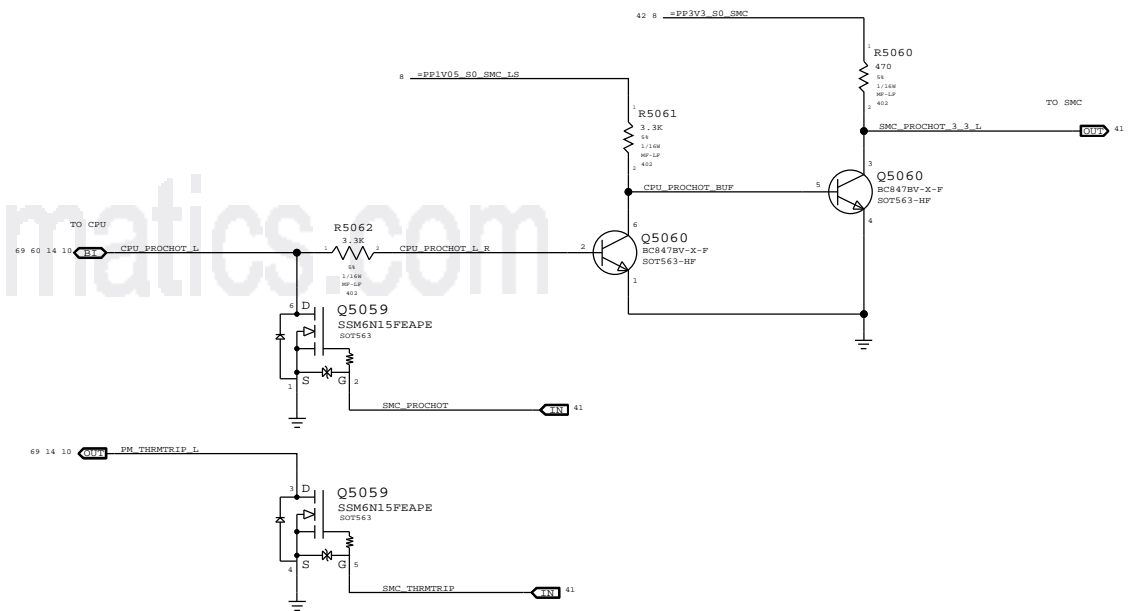 42 8 =PP3V3_S0_SMC
1
R5060
470
5%
1/16W
MF-LF
402
2
8 =PP1V05_S0_SMC_LS
1
R5061
3.3K
5%
1/16W
MF-LF
402
2
TO SMC
SMC_PROCHOT_3_3_L
OUT 41
3
Q5060
BC847BV-X-F
SOT563-HF
5
4
CPU_PROCHOT_BUF
matics.com
TO CPU
69 60 14 10 BI CPU_PROCHOT_L
R5062
3.3K
1 2
5%
1/16W
MF-LF
402
CPU_PROCHOT_L_R
2
6
Q5060
BC847BV-X-F
SOT563-HF
1
6 D
Q5059
SSM6N15FEAPE
SOT563
1 S G 2
SMC_PROCHOT
IN 41
69 14 10 OUT PM_THRMTRIP_L
3 D
Q5059
SSM6N15FEAPE
SOT563
4 S G 5
SMC_THRMTRIP
IN 41